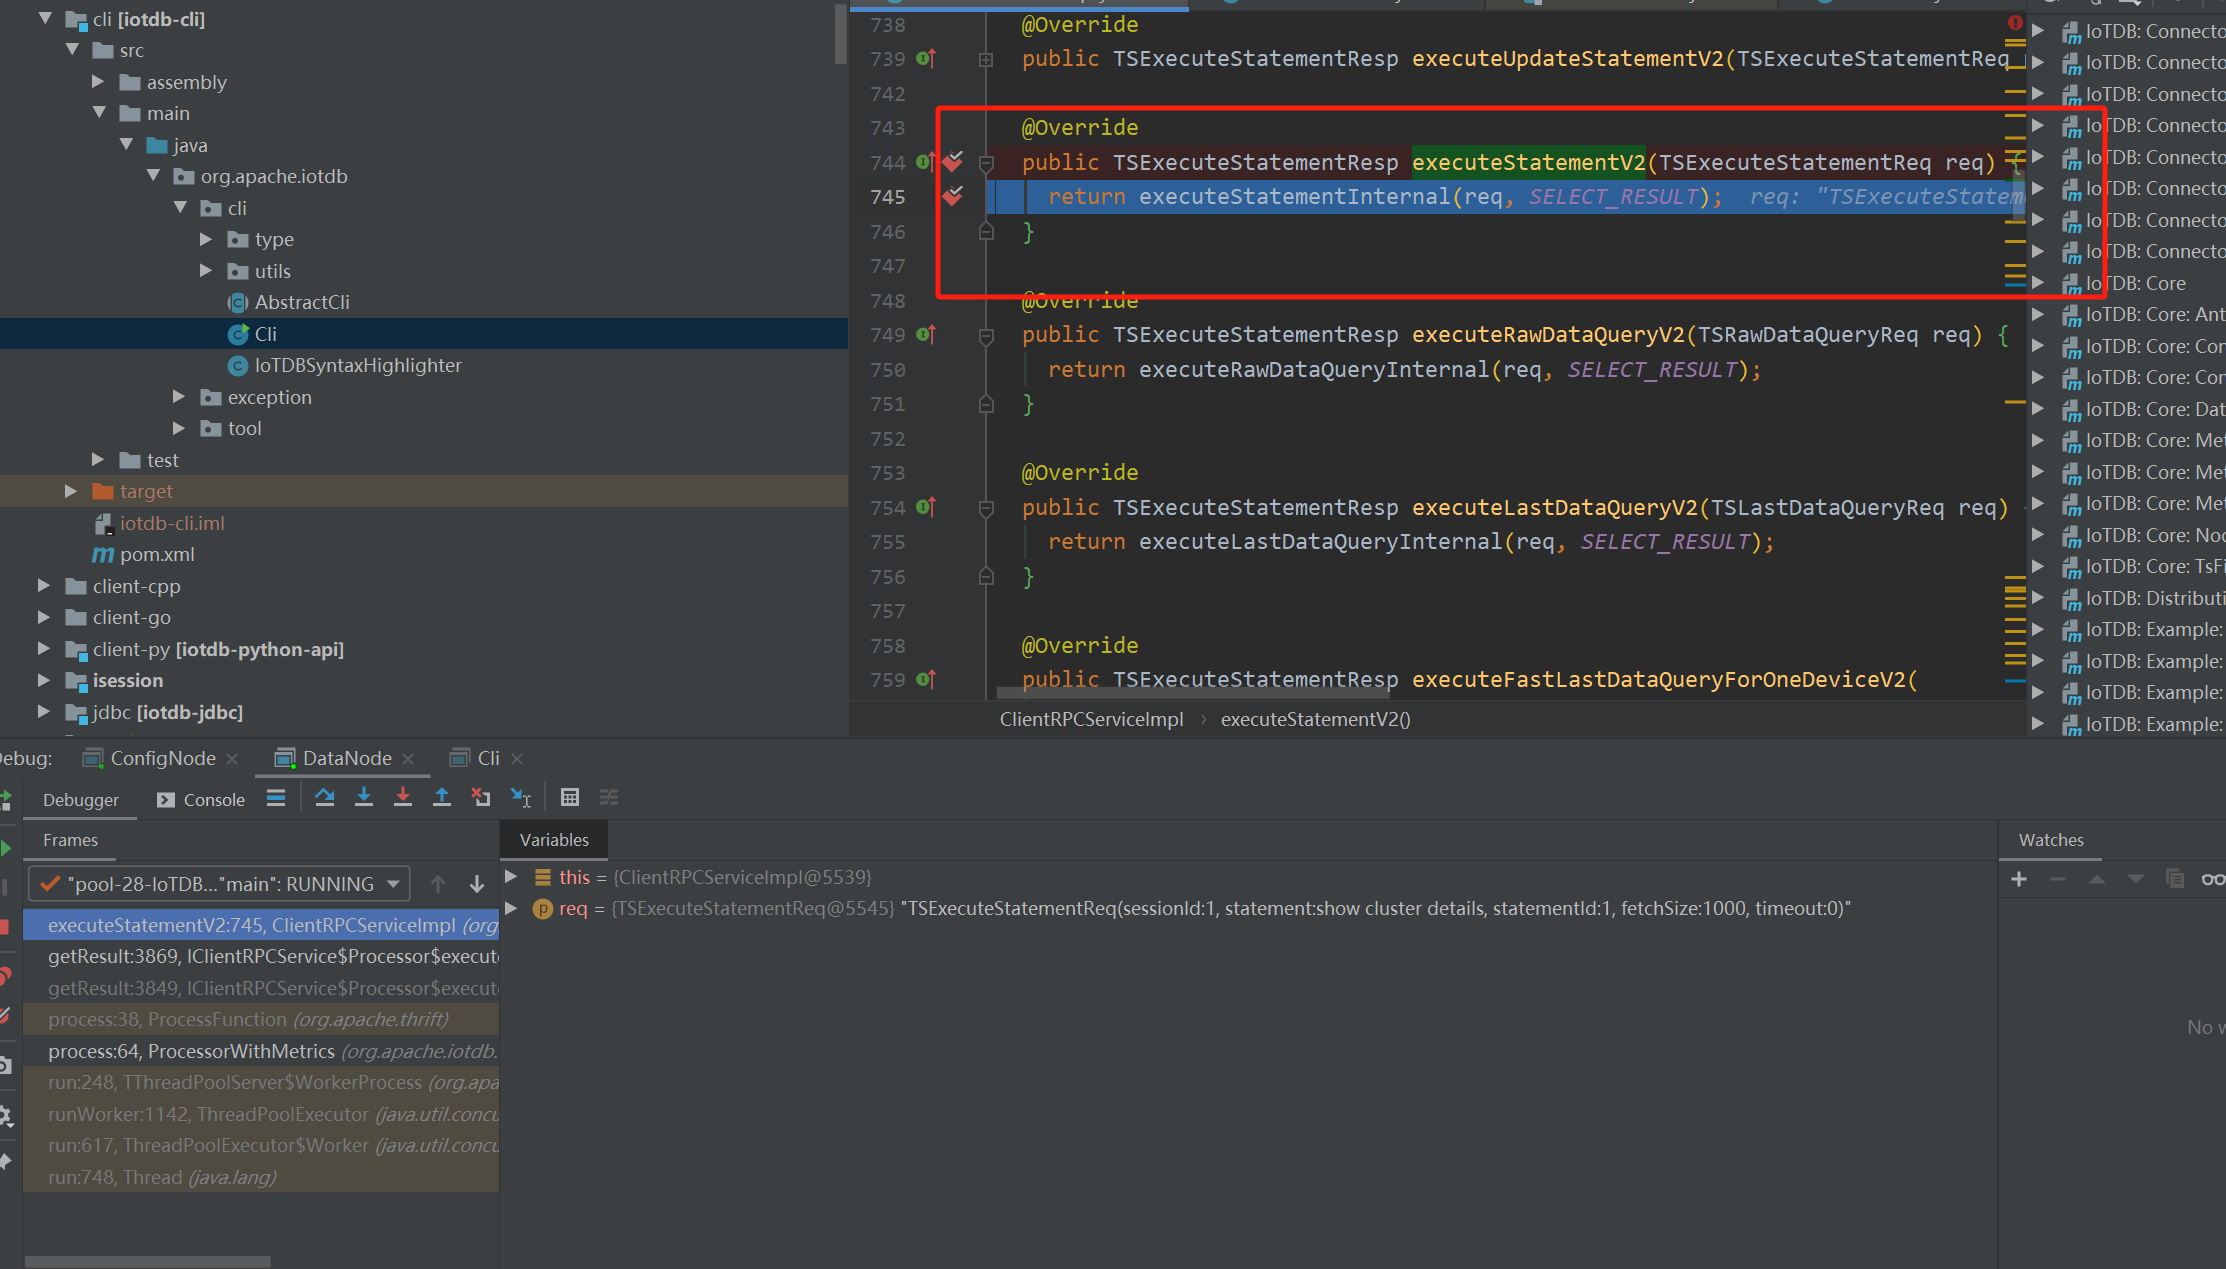 cli [iotdb-cli]
src
assembly
main
java
org.apache.iotdb
cli
type
utils
AbstractCli
Cli
IoTDBSyntaxHighlighter
exception
tool
test
target
iotdb-cli.iml
pom.xml
client-cpp
client-go
client-py [iotdb-python-api]
isession
jdbc [iotdb-jdbc]
738 @Override
739 public TSExecuteStatementResp executeUpdateStatementV2(TSExecuteStatementReq
742
743 @Override
744 public TSExecuteStatementResp executeStatementV2(TSExecuteStatementReq req) {
745 return executeStatementInternal(req, SELECT_RESULT); req: "TSExecuteStatem
746 }
747
748 @Override
749 public TSExecuteStatementResp executeRawDataQueryV2(TSRawDataQueryReq req) {
750 return executeRawDataQueryInternal(req, SELECT_RESULT);
751 }
752
753 @Override
754 public TSExecuteStatementResp executeLastDataQueryV2(TSLastDataQueryReq req)
755 return executeLastDataQueryInternal(req, SELECT_RESULT);
756 }
757
758 @Override
759 public TSExecuteStatementResp executeFastLastDataQueryForOneDeviceV2(
ClientRPCServiceImpl › executeStatementV2()
IoTDB: Connecto
IoTDB: Connecto
IoTDB: Connecto
IoTDB: Connecto
IoTDB: Connecto
IoTDB: Connecto
IoTDB: Connecto
IoTDB: Connecto
IoTDB: Core
IoTDB: Core: Ant
IoTDB: Core: Con
IoTDB: Core: Con
IoTDB: Core: Dat
IoTDB: Core: Met
IoTDB: Core: Met
IoTDB: Core: Met
IoTDB: Core: Noc
IoTDB: Core: TsFi
IoTDB: Distributi
IoTDB: Example:
IoTDB: Example:
IoTDB: Example:
IoTDB: Example:
ebug: ConfigNode DataNode Cli
Debugger Console
Frames
"pool-28-IoTDB..."main": RUNNING
executeStatementV2:745, ClientRPCServiceImpl (org.
getResult:3869, IClientRPCService$Processor$execute
getResult:3849, IClientRPCService$Processor$execute
process:38, ProcessFunction (org.apache.thrift)
process:64, ProcessorWithMetrics (org.apache.iotdb.
run:248, TThreadPoolServer$WorkerProcess (org.apa
runWorker:1142, ThreadPoolExecutor (java.util.concu
run:617, ThreadPoolExecutor$Worker (java.util.concu
run:748, Thread (java.lang)
Variables
this = {ClientRPCServiceImpl@5539}
req = {TSExecuteStatementReq@5545} "TSExecuteStatementReq(sessionId:1, statement:show cluster details, statementId:1, fetchSize:1000, timeout:0)"
Watches
No w